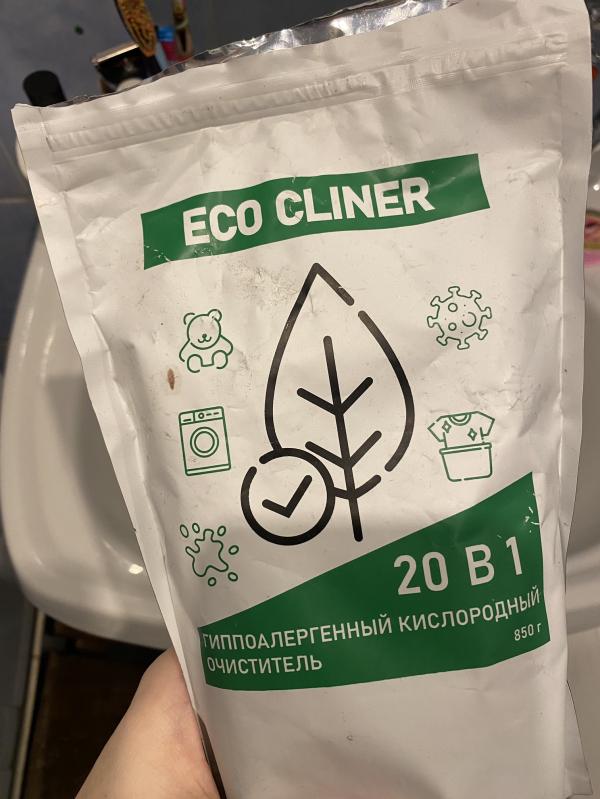 ECO CLINER
20 В 1
ГИППОАЛЕРГЕННЫЙ КИСЛОРОДНЫЙ
ОЧИСТИТЕЛЬ
850 г